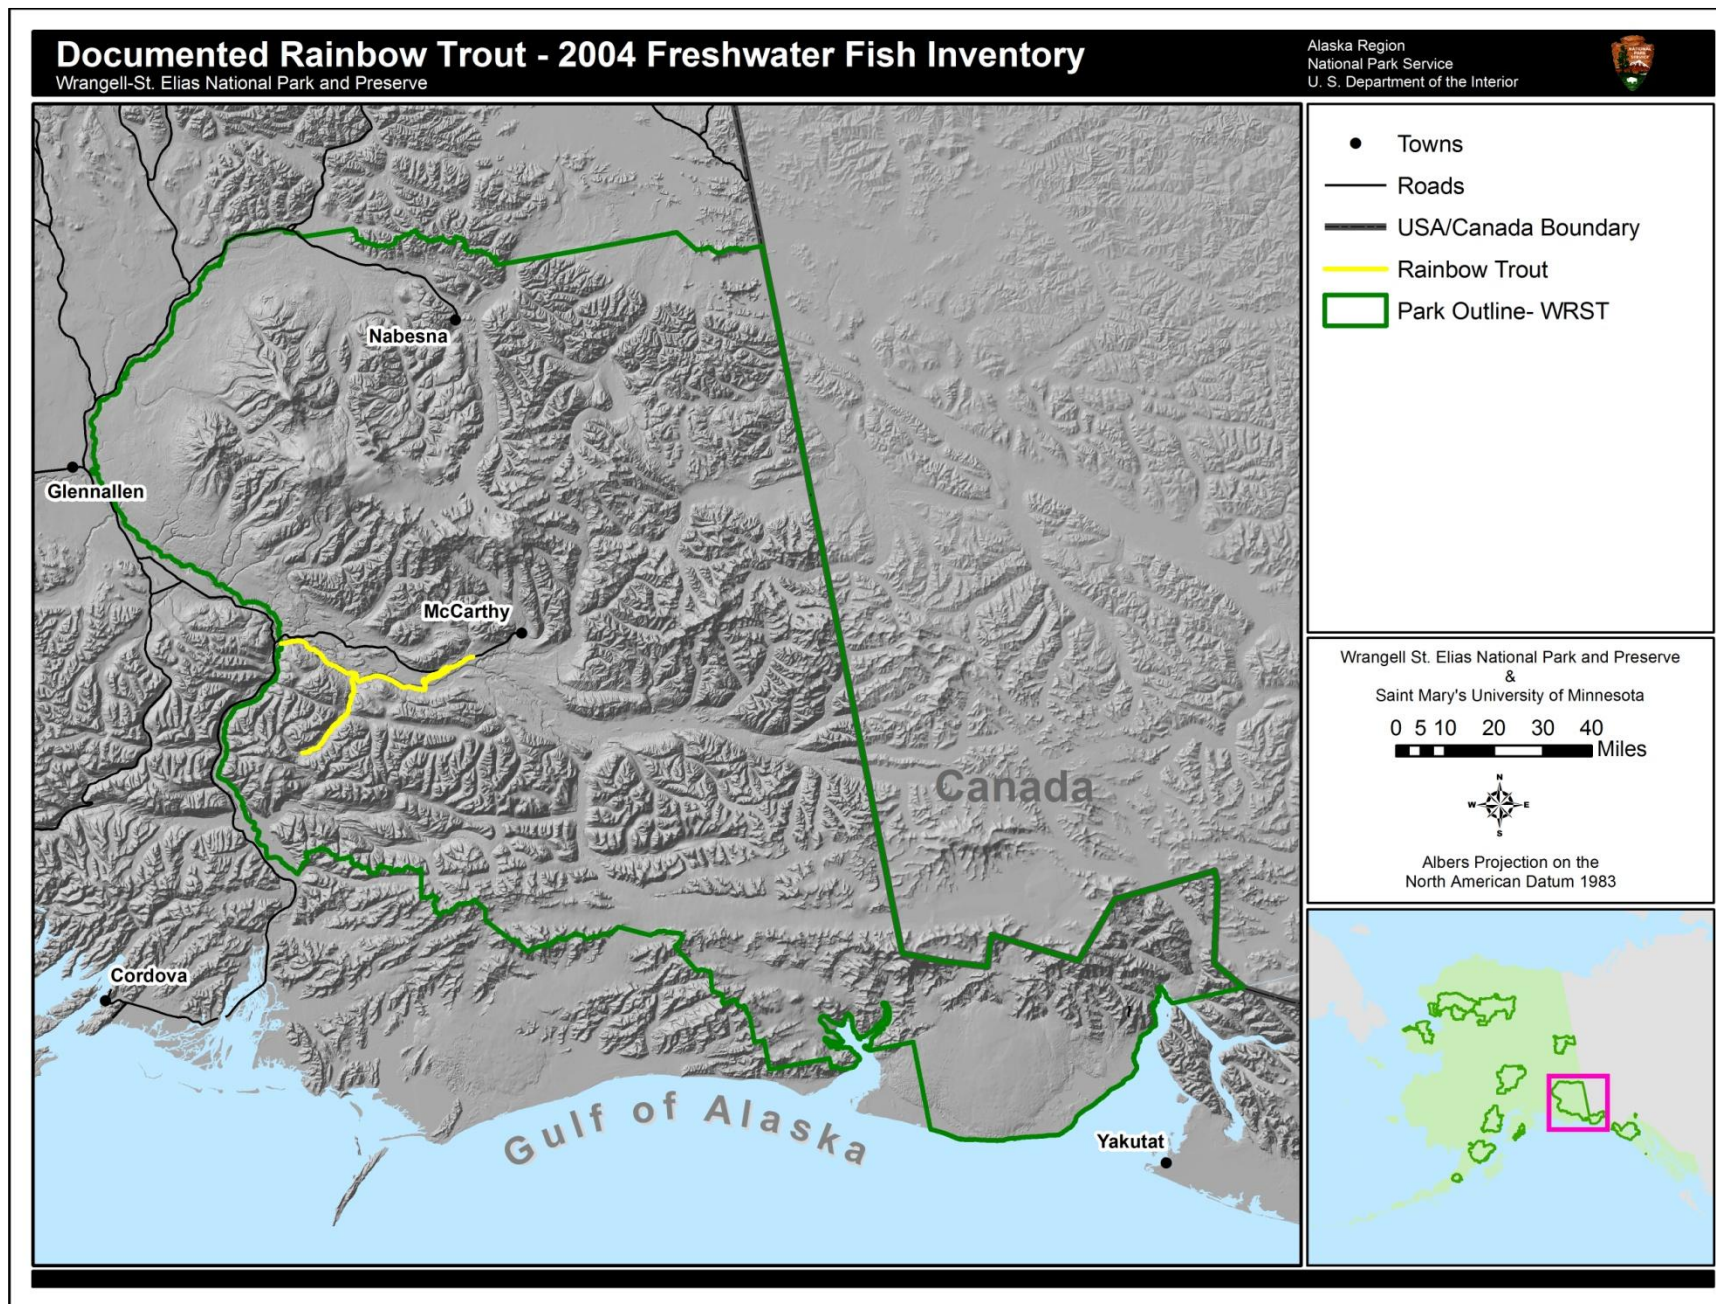 Documented Rainbow Trout - 2004 Freshwater Fish Inventory
Wrangell-St. Elias National Park and Preserve
Alaska Region
National Park Service
U. S. Department of the Interior
NATIONAL
PARK
SERVICE
Towns
Roads
USA/Canada Boundary
Rainbow Trout
Park Outline- WRST
Nabesna
Glennallen
McCarthy
Canada
Cordova
Gulf of Alaska
Yakutat
Wrangell St. Elias National Park and Preserve
&
Saint Mary's University of Minnesota
0 5 10 20 30 40
Miles
N
W E
S
Albers Projection on the
North American Datum 1983